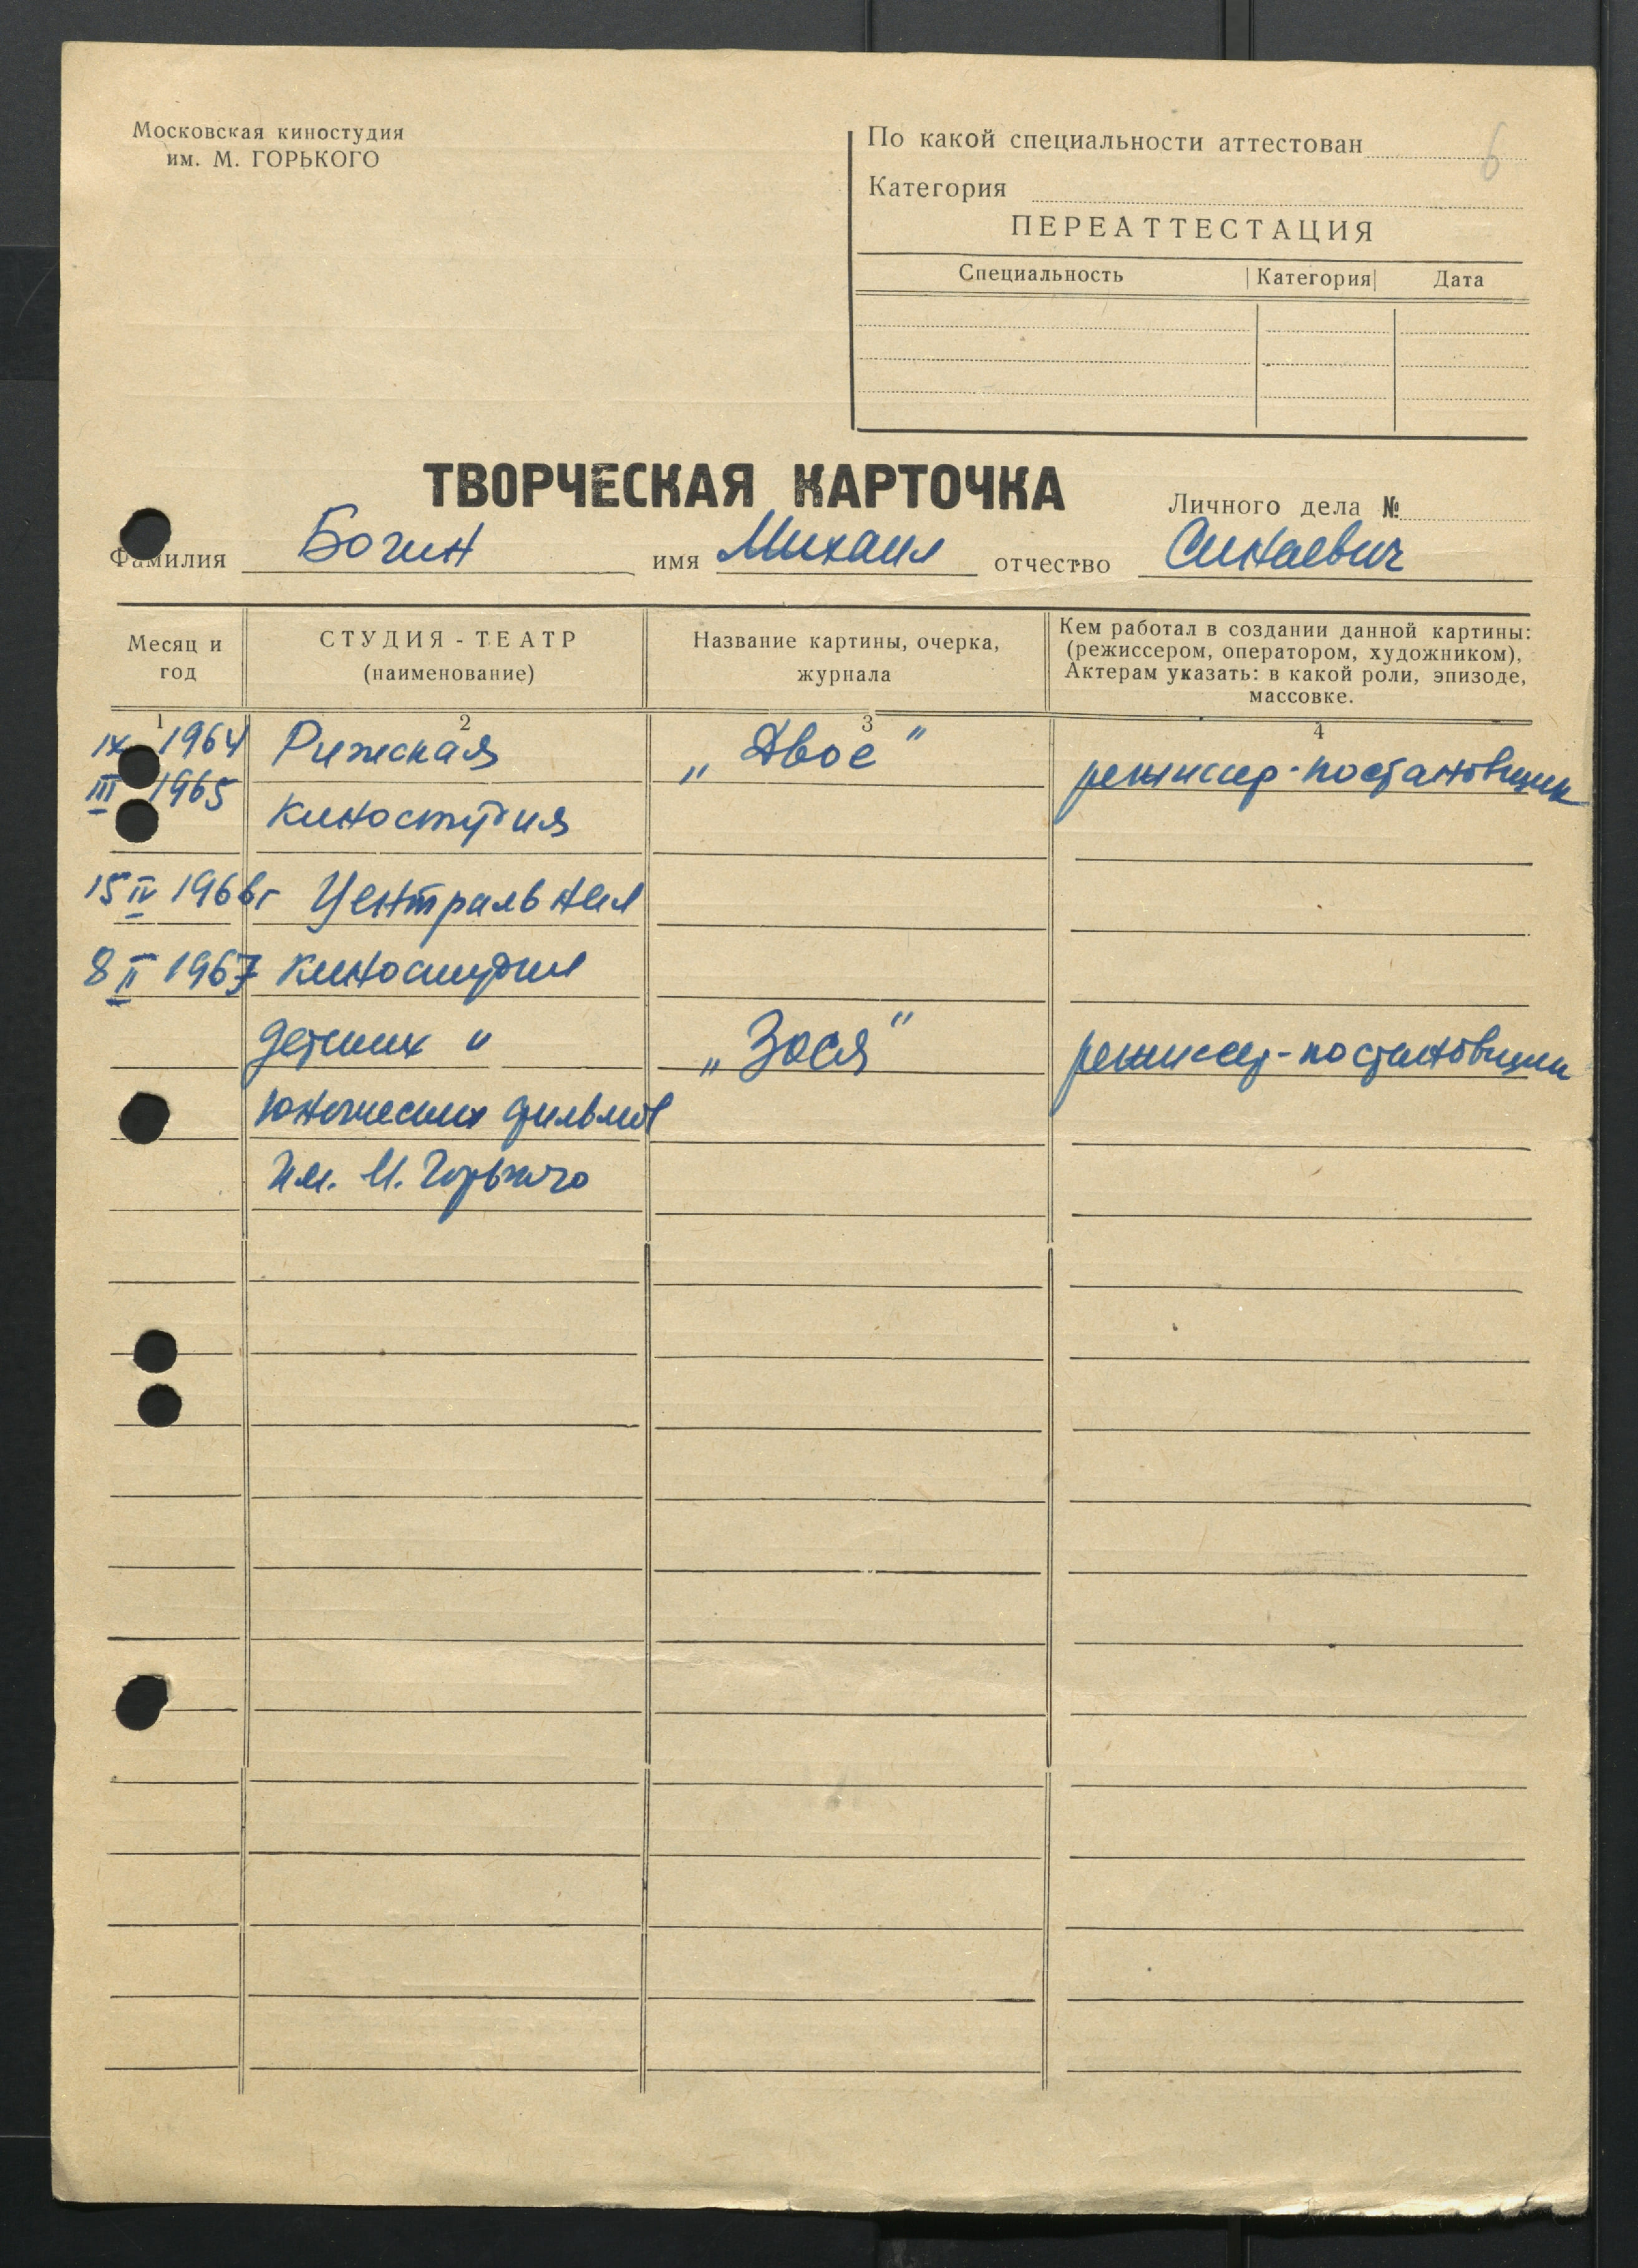 Московская киностудия
им. М. ГОРЬКОГО
6
По какой специальности аттестован
Категория
ПЕРЕАТТЕСТАЦИЯ
Специальность Категория Дата
ТВОРЧЕСКАЯ КАРТОЧКА
Личного дела №
Фамилия Богин имя Михаил отчество Синаевич
Месяц и год
СТУДИЯ - ТЕАТР
(наименование)
Название картины, очерка,
журнала
Кем работал в создании данной картины:
(режиссером, оператором, художником),
Актерам указать: в какой роли, эпизоде,
массовке.
1 2 3 4
IX 1964 Рижская „Двое" режиссер-постановщик
III 1965 киностудия
15 IV 1966г Центральная
8 II 1967 киностудия
детских и „Зося" режиссер-постановщик
юношеских фильмов
им. М. Горького